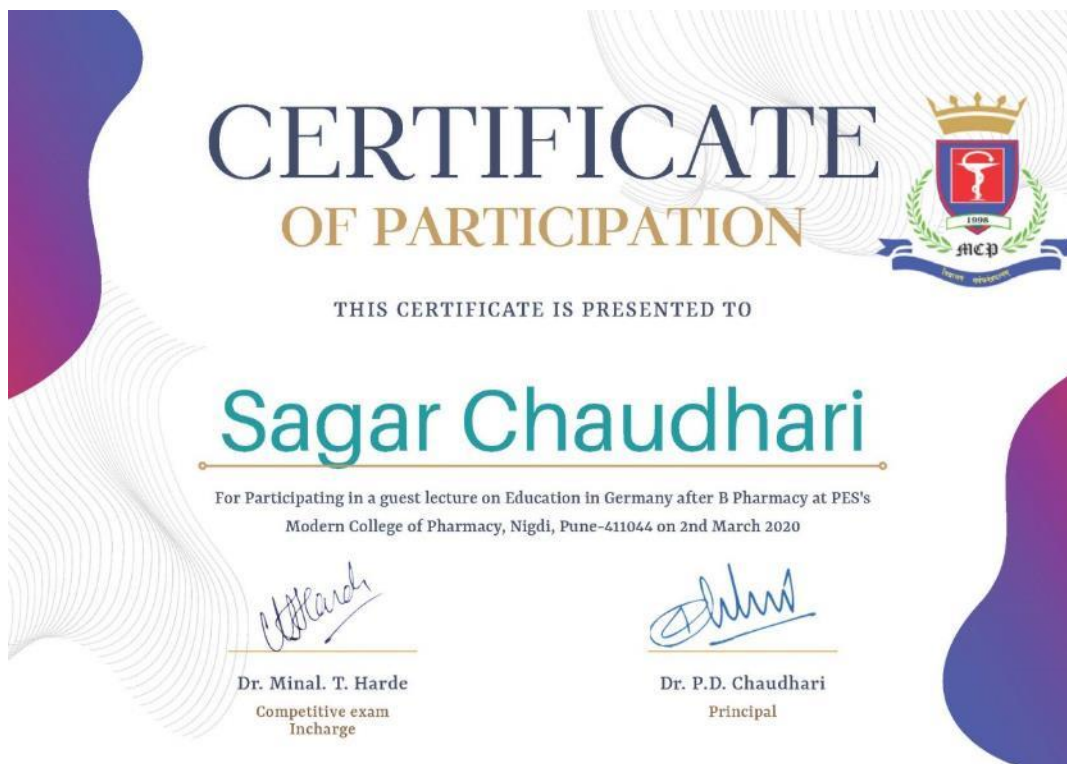 CERTIFICATE
OF PARTICIPATION
1998
MCP
THIS CERTIFICATE IS PRESENTED TO
Sagar Chaudhari
For Participating in a guest lecture on Education in Germany after B Pharmacy at PES's
Modern College of Pharmacy, Nigdi, Pune-411044 on 2nd March 2020
Dr. Minal. T. Harde
Competitive exam
Incharge
Dr. P.D. Chaudhari
Principal